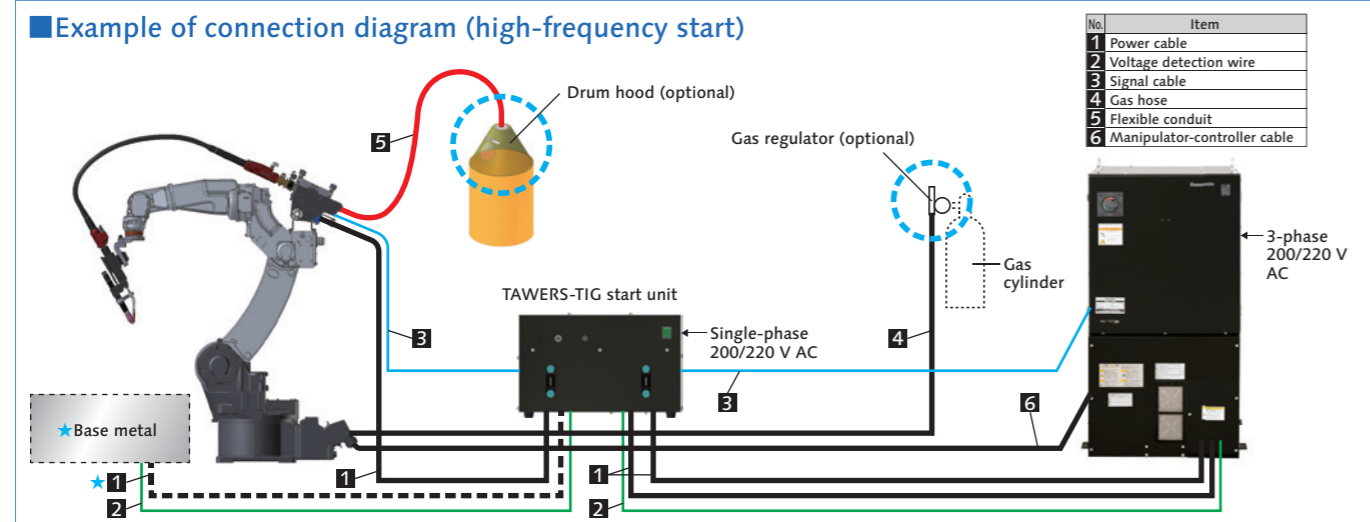 ■Example of connection diagram (high-frequency start)
No. Item
1 Power cable
2 Voltage detection wire
3 Signal cable
4 Gas hose
5 Flexible conduit
6 Manipulator-controller cable
Drum hood (optional)
5
Gas regulator (optional)
3-phase
200/220 V
AC
Gas
cylinder
TAWERS-TIG start unit
Single-phase
200/220 V AC
3
4
3
6
★Base metal
★1
1
1
2
2